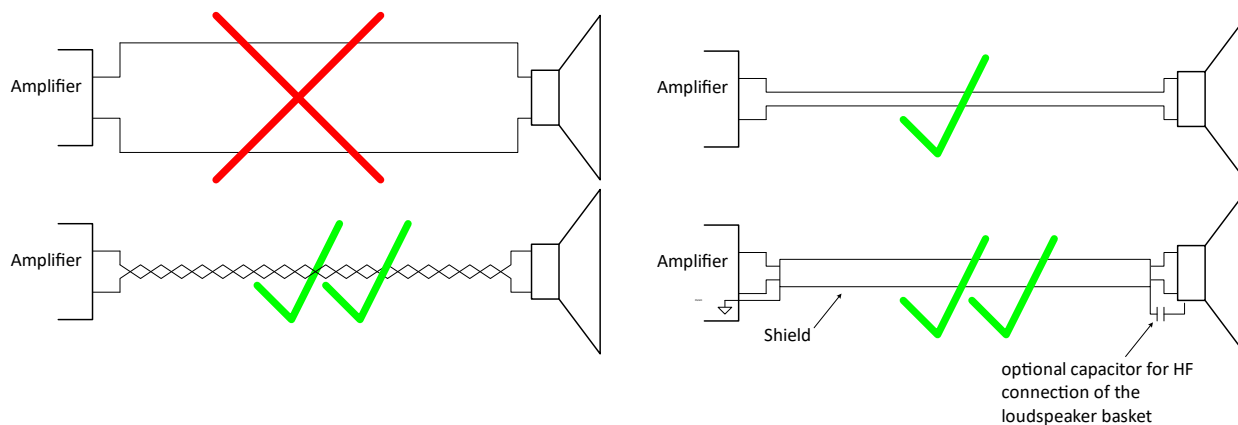 Amplifier
Amplifier
Amplifier
Amplifier
Shield
optional capacitor for HF
connection of the
loudspeaker basket